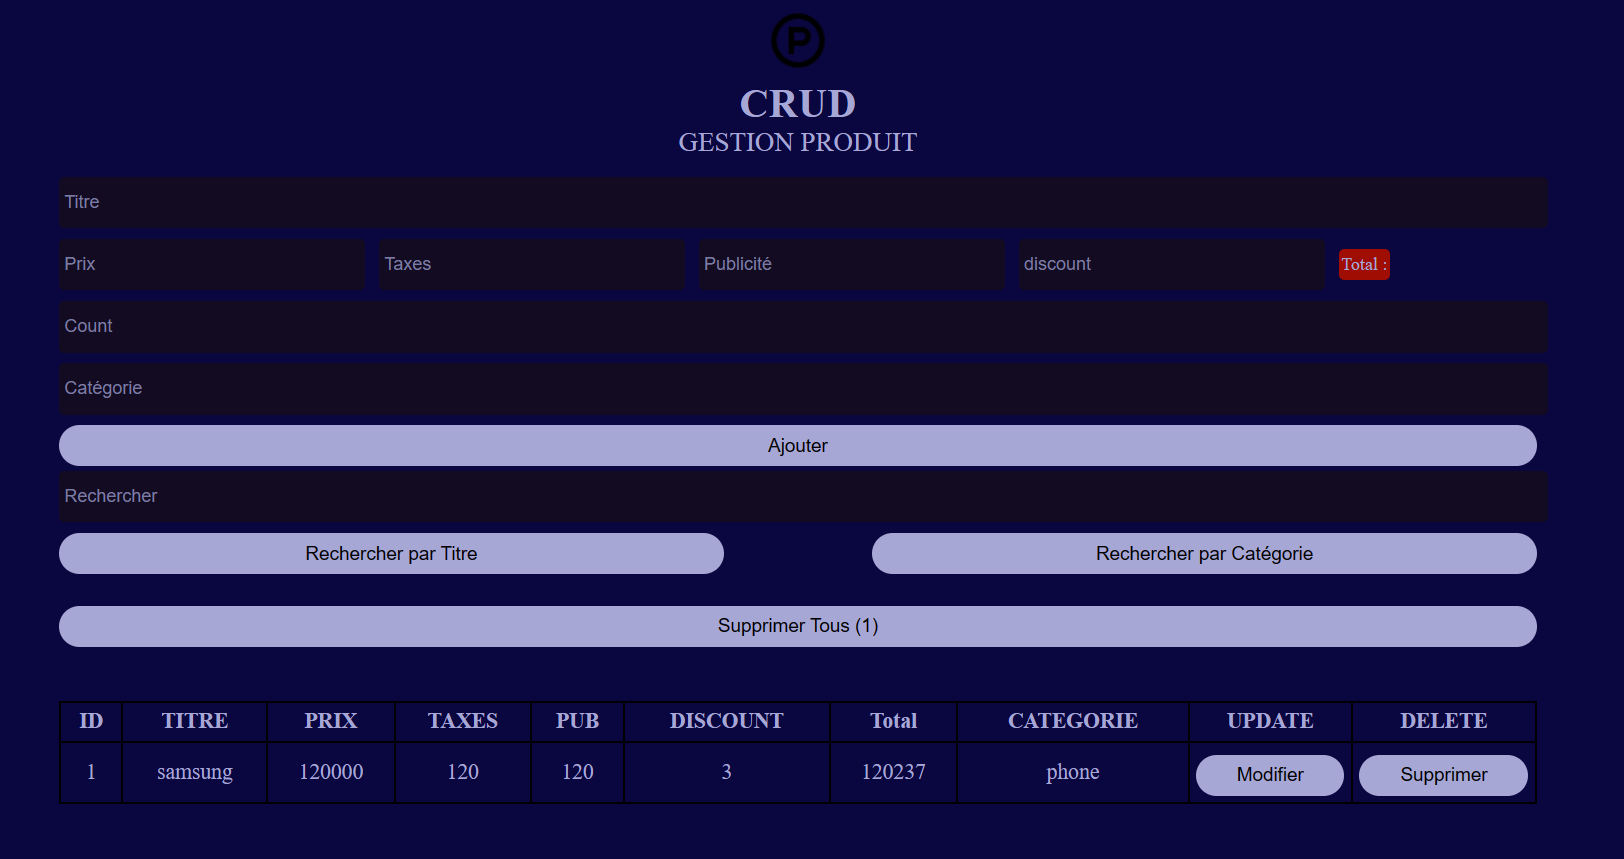 P
CRUD
GESTION PRODUIT
Titre
Prix Taxes Publicité discount Total :
Count
Catégorie
Ajouter
Rechercher
Rechercher par Titre Rechercher par Catégorie
Supprimer Tous (1)
ID TITRE PRIX TAXES PUB DISCOUNT Total CATEGORIE UPDATE DELETE
1 samsung 120000 120 120 3 120237 phone Modifier Supprimer